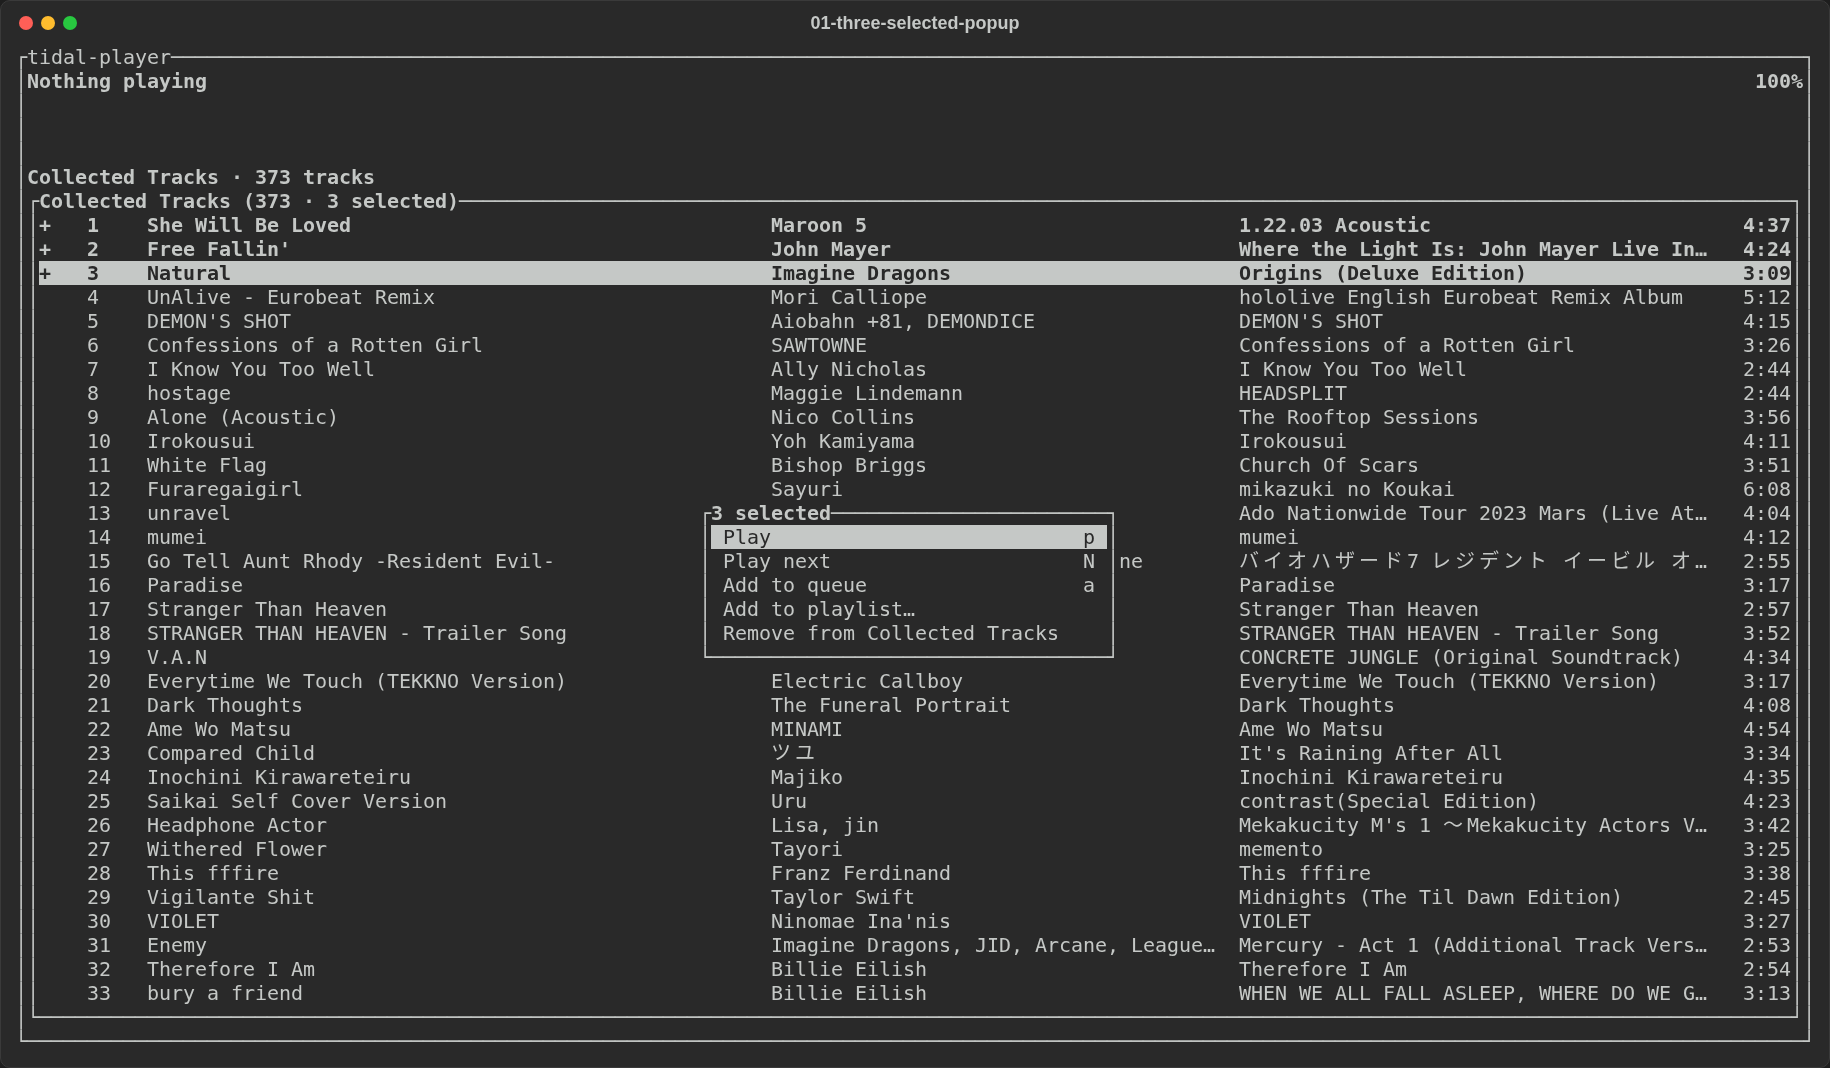 01-three-selected-popup
tidal-player
Nothing playing 100%
Collected Tracks · 373 tracks
Collected Tracks (373 · 3 selected)
+ 1 She Will Be Loved Maroon 5 1.22.03 Acoustic 4:37
+ 2 Free Fallin' John Mayer Where the Light Is: John Mayer Live In… 4:24
+ 3 Natural Imagine Dragons Origins (Deluxe Edition) 3:09
4 UnAlive - Eurobeat Remix Mori Calliope hololive English Eurobeat Remix Album 5:12
5 DEMON'S SHOT Aiobahn +81, DEMONDICE DEMON'S SHOT 4:15
6 Confessions of a Rotten Girl SAWTOWNE Confessions of a Rotten Girl 3:26
7 I Know You Too Well Ally Nicholas I Know You Too Well 2:44
8 hostage Maggie Lindemann HEADSPLIT 2:44
9 Alone (Acoustic) Nico Collins The Rooftop Sessions 3:56
10 Irokousui Yoh Kamiyama Irokousui 4:11
11 White Flag Bishop Briggs Church Of Scars 3:51
12 Furaregaigirl Sayuri mikazuki no Koukai 6:08
13 unravel 3 selected Ado Nationwide Tour 2023 Mars (Live At… 4:04
14 mumei Play p mumei 4:12
15 Go Tell Aunt Rhody -Resident Evil- Play next N ne バイオハザード7 レジデント イービル オ… 2:55
16 Paradise Add to queue a Paradise 3:17
17 Stranger Than Heaven Add to playlist… Stranger Than Heaven 2:57
18 STRANGER THAN HEAVEN - Trailer Song Remove from Collected Tracks STRANGER THAN HEAVEN - Trailer Song 3:52
19 V.A.N CONCRETE JUNGLE (Original Soundtrack) 4:34
20 Everytime We Touch (TEKKNO Version) Electric Callboy Everytime We Touch (TEKKNO Version) 3:17
21 Dark Thoughts The Funeral Portrait Dark Thoughts 4:08
22 Ame Wo Matsu MINAMI Ame Wo Matsu 4:54
23 Compared Child ツユ It's Raining After All 3:34
24 Inochini Kirawareteiru Majiko Inochini Kirawareteiru 4:35
25 Saikai Self Cover Version Uru contrast(Special Edition) 4:23
26 Headphone Actor Lisa, jin Mekakucity M's 1 ～Mekakucity Actors V… 3:42
27 Withered Flower Tayori memento 3:25
28 This fffire Franz Ferdinand This fffire 3:38
29 Vigilante Shit Taylor Swift Midnights (The Til Dawn Edition) 2:45
30 VIOLET Ninomae Ina'nis VIOLET 3:27
31 Enemy Imagine Dragons, JID, Arcane, League… Mercury - Act 1 (Additional Track Vers… 2:53
32 Therefore I Am Billie Eilish Therefore I Am 2:54
33 bury a friend Billie Eilish WHEN WE ALL FALL ASLEEP, WHERE DO WE G… 3:13